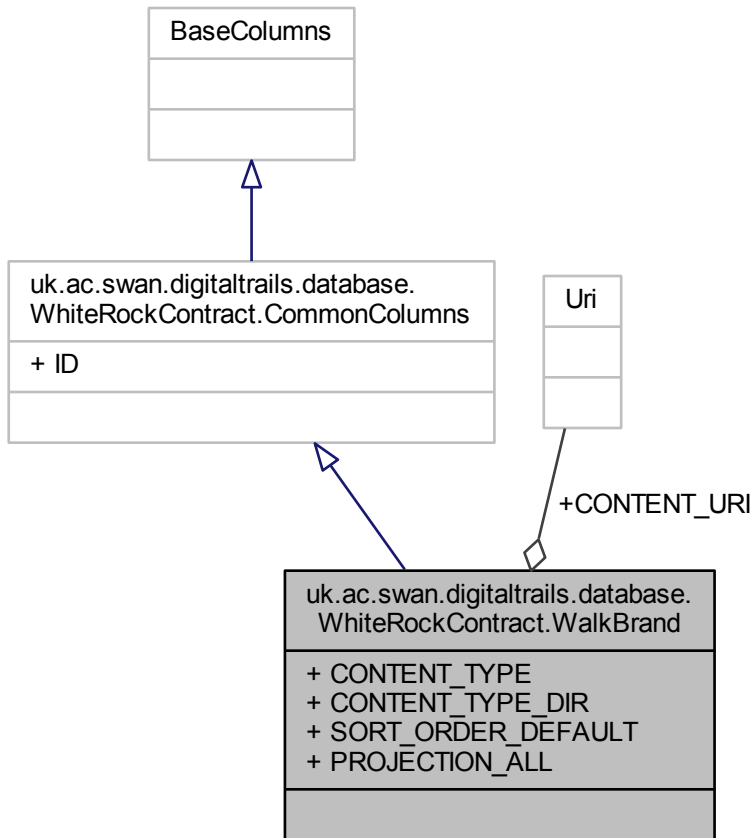 BaseColumns
uk.ac.swan.digitaltrails.database.
WhiteRockContract.CommonColumns
+ ID
Uri
+CONTENT_URI
uk.ac.swan.digitaltrails.database.
WhiteRockContract.WalkBrand
+ CONTENT_TYPE
+ CONTENT_TYPE_DIR
+ SORT_ORDER_DEFAULT
+ PROJECTION_ALL